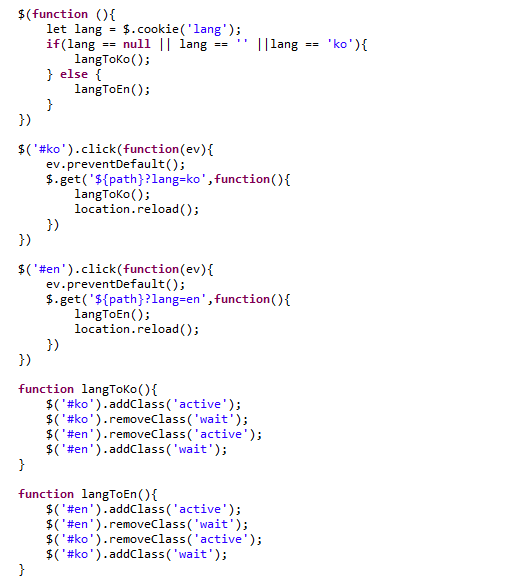 $(function (){
    let lang = $.cookie('lang');
    if(lang == null || lang == '' ||lang == 'ko'){
        langToKo();
    } else {
        langToEn();
    }
})

$('#ko').click(function(ev){
    ev.preventDefault();
    $.get('${path}?lang=ko',function(){
        langToKo();
        location.reload();
    })
})

$('#en').click(function(ev){
    ev.preventDefault();
    $.get('${path}?lang=en',function(){
        langToEn();
        location.reload();
    })
})

function langToKo(){
    $('#ko').addClass('active');
    $('#ko').removeClass('wait');
    $('#en').removeClass('active');
    $('#en').addClass('wait');
}

function langToEn(){
    $('#en').addClass('active');
    $('#en').removeClass('wait');
    $('#ko').removeClass('active');
    $('#ko').addClass('wait');
}